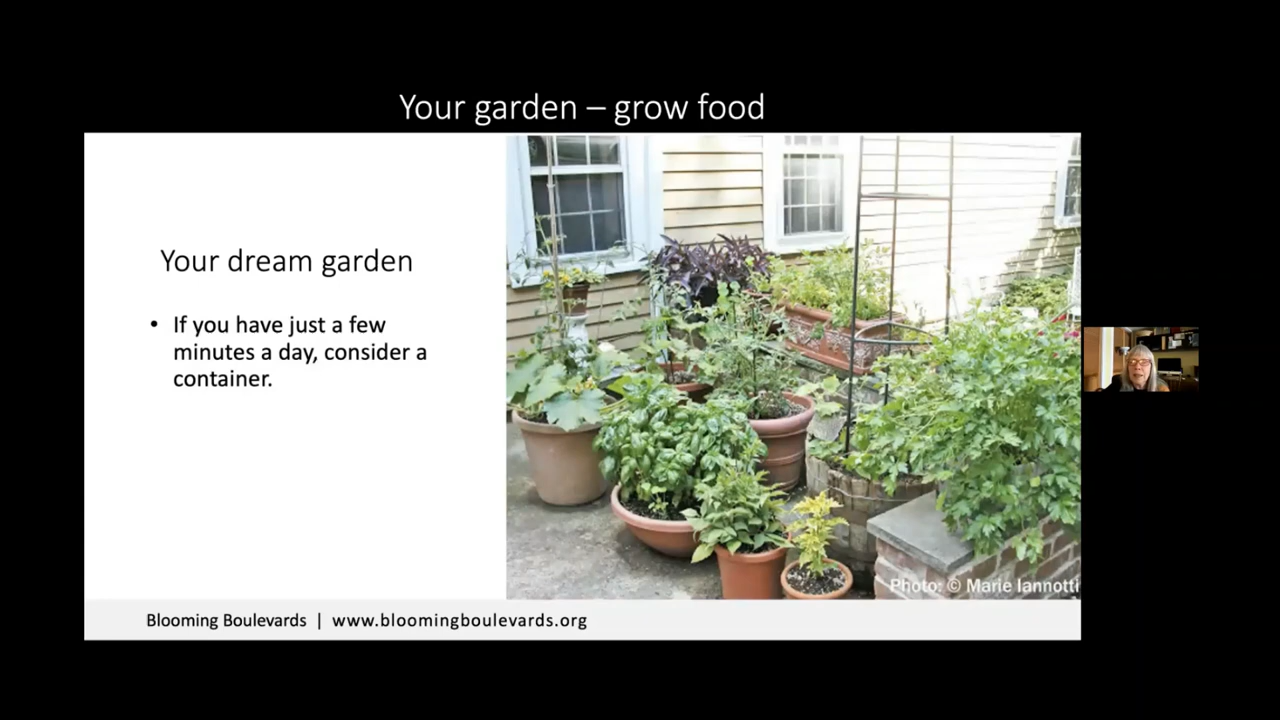 Your garden – grow food
Your dream garden
• If you have just a few
minutes a day, consider a
container.
Photo: © Marie Iannotti
Blooming Boulevards | www.bloomingboulevards.org